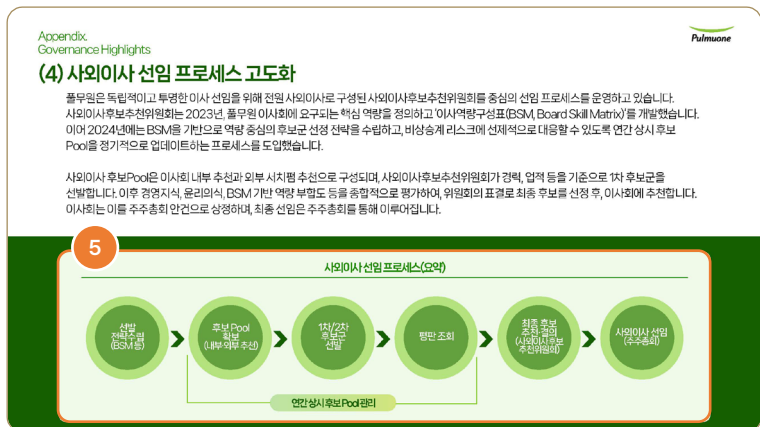 Appendix.
Governance Highlights
Pulmuone
(4) 사외이사 선임 프로세스 고도화
풀무원은 독립적이고 투명한 이사 선임을 위해 전원 사외이사로 구성된 사외이사후보추천위원회를 중심의 선임 프로세스를 운영하고 있습니다.
사외이사후보추천위원회는 2023년, 풀무원 이사회에 요구되는 핵심 역량을 정의하고 '이사역량구성표(BSM, Board Skill Matrix)'를 개발했습니다.
이어 2024년에는 BSM을 기반으로 역량 중심의 후보군 선정 전략을 수립하고, 비상승계 리스크에 선제적으로 대응할 수 있도록 연간 상시 후보
Pool을 정기적으로 업데이트하는 프로세스를 도입했습니다.
사외이사 후보Pool은 이사회 내부 추천과 외부 서치펌 추천으로 구성되며, 사외이사후보추천위원회가 경력, 업적 등을 기준으로 1차 후보군을
선발합니다. 이후 경영지식, 윤리의식, BSM 기반 역량 부합도 등을 종합적으로 평가하여, 위원회의 표결로 최종 후보를 선정 후, 이사회에 추천합니다.
이사회는 이를 주주총회 안건으로 상정하며, 최종 선임은 주주총회를 통해 이루어집니다.
5
사외이사 선임 프로세스(요약)
선발
전략수립
(BSM 등)
후보 Pool
확보
(내부·외부 추천)
1차/2차
후보군
선발
평판 조회
최종 후보
추천·결의
(사외이사후보
추천위원회)
사외이사 선임
(주주총회)
연간 상시 후보 Pool 관리